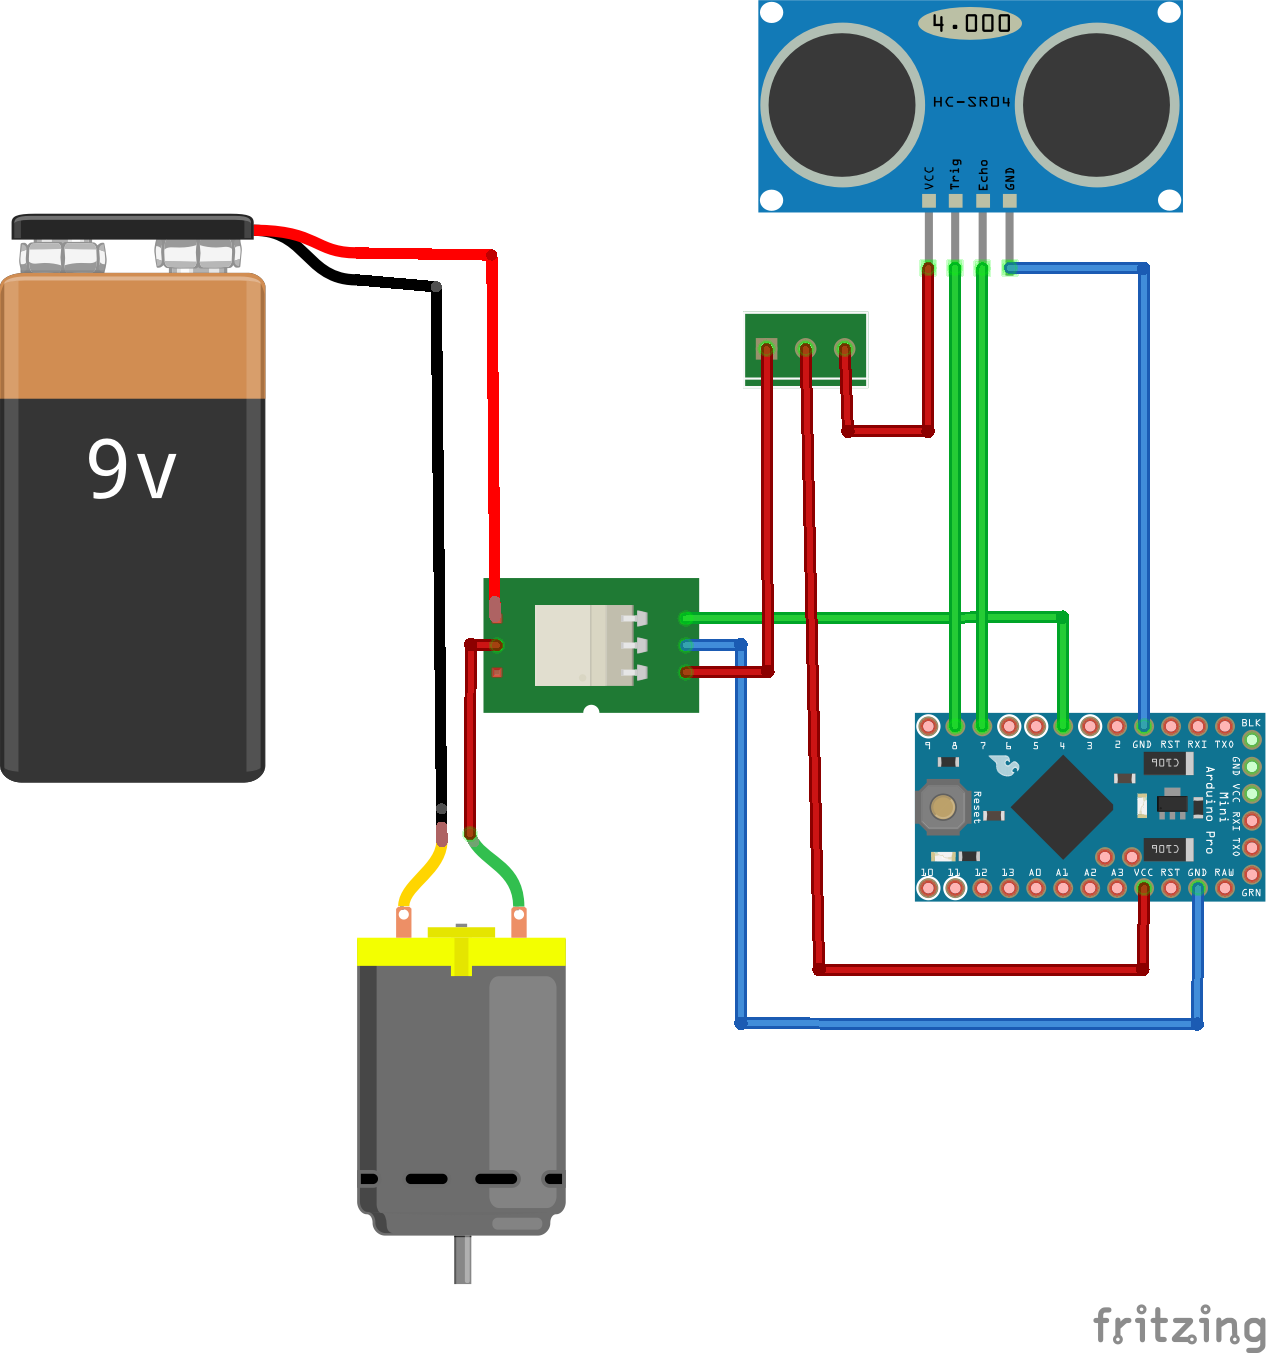 4.000
HC-SR04
VCC Trig Echo GND
9v
9 8 7 6 5 4 3 2 GND RST RXI TXO
BLK
GND
VCC
RXI
TXO
GRN
Reset
Arduino Pro
Mini
10 11 12 13 A0 A1 A2 A3 VCC RST GND RAW
fritzing